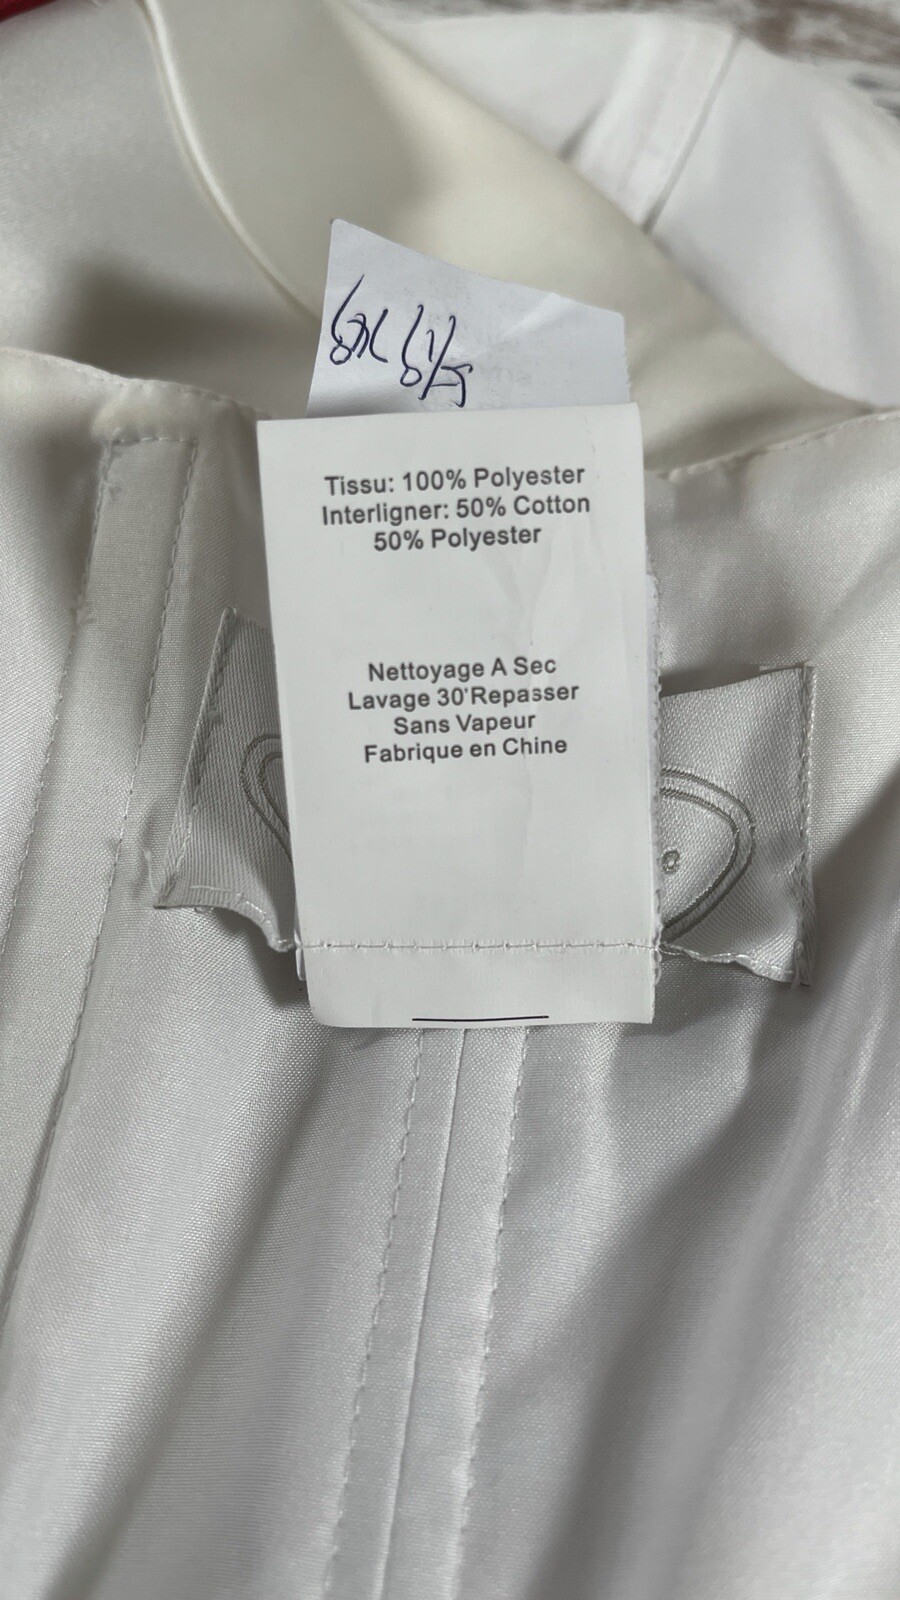 Tissu: 100% Polyester
Interligner: 50% Cotton
50% Polyester
Nettoyage A Sec
Lavage 30'Repasser
Sans Vapeur
Fabrique en Chine